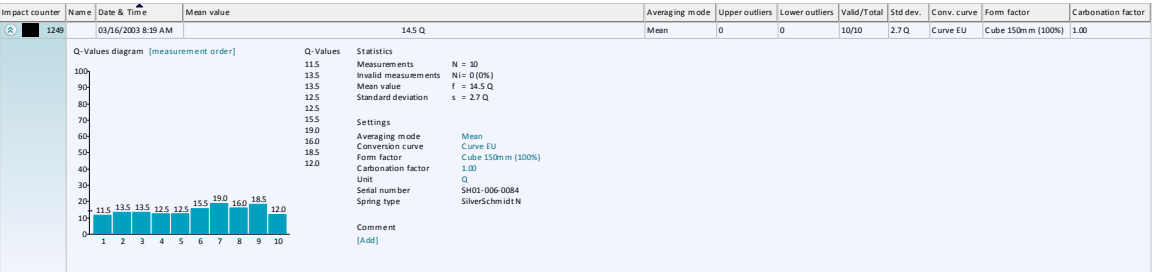 Impact counter Name Date & Time Mean value Averaging mode Upper outliers Lower outliers Valid/Total Std dev. Conv. curve Form factor Carbonation factor
1249 03/16/2003 8:19 AM 14.5 Q Mean 0 0 10/10 2.7 Q Curve EU Cube 150mm (100%) 1.00
Q-Values diagram [measurement order]
100
90
80
70
60
50
40
30
20
10
0
11.5 13.5 13.5 12.5 12.5 15.5 19.0 16.0 18.5 12.0
1 2 3 4 5 6 7 8 9 10
Q-Values
11.5
13.5
13.5
12.5
12.5
15.5
19.0
16.0
18.5
12.0
Statistics
Measurements N = 10
Invalid measurements Ni = 0 (0%)
Mean value f = 14.5 Q
Standard deviation s = 2.7 Q
Settings
Averaging mode Mean
Conversion curve Curve EU
Form factor Cube 150mm (100%)
Carbonation factor 1.00
Unit Q
Serial number SH01-006-0084
Spring type SilverSchmidt N
Comment
[Add]